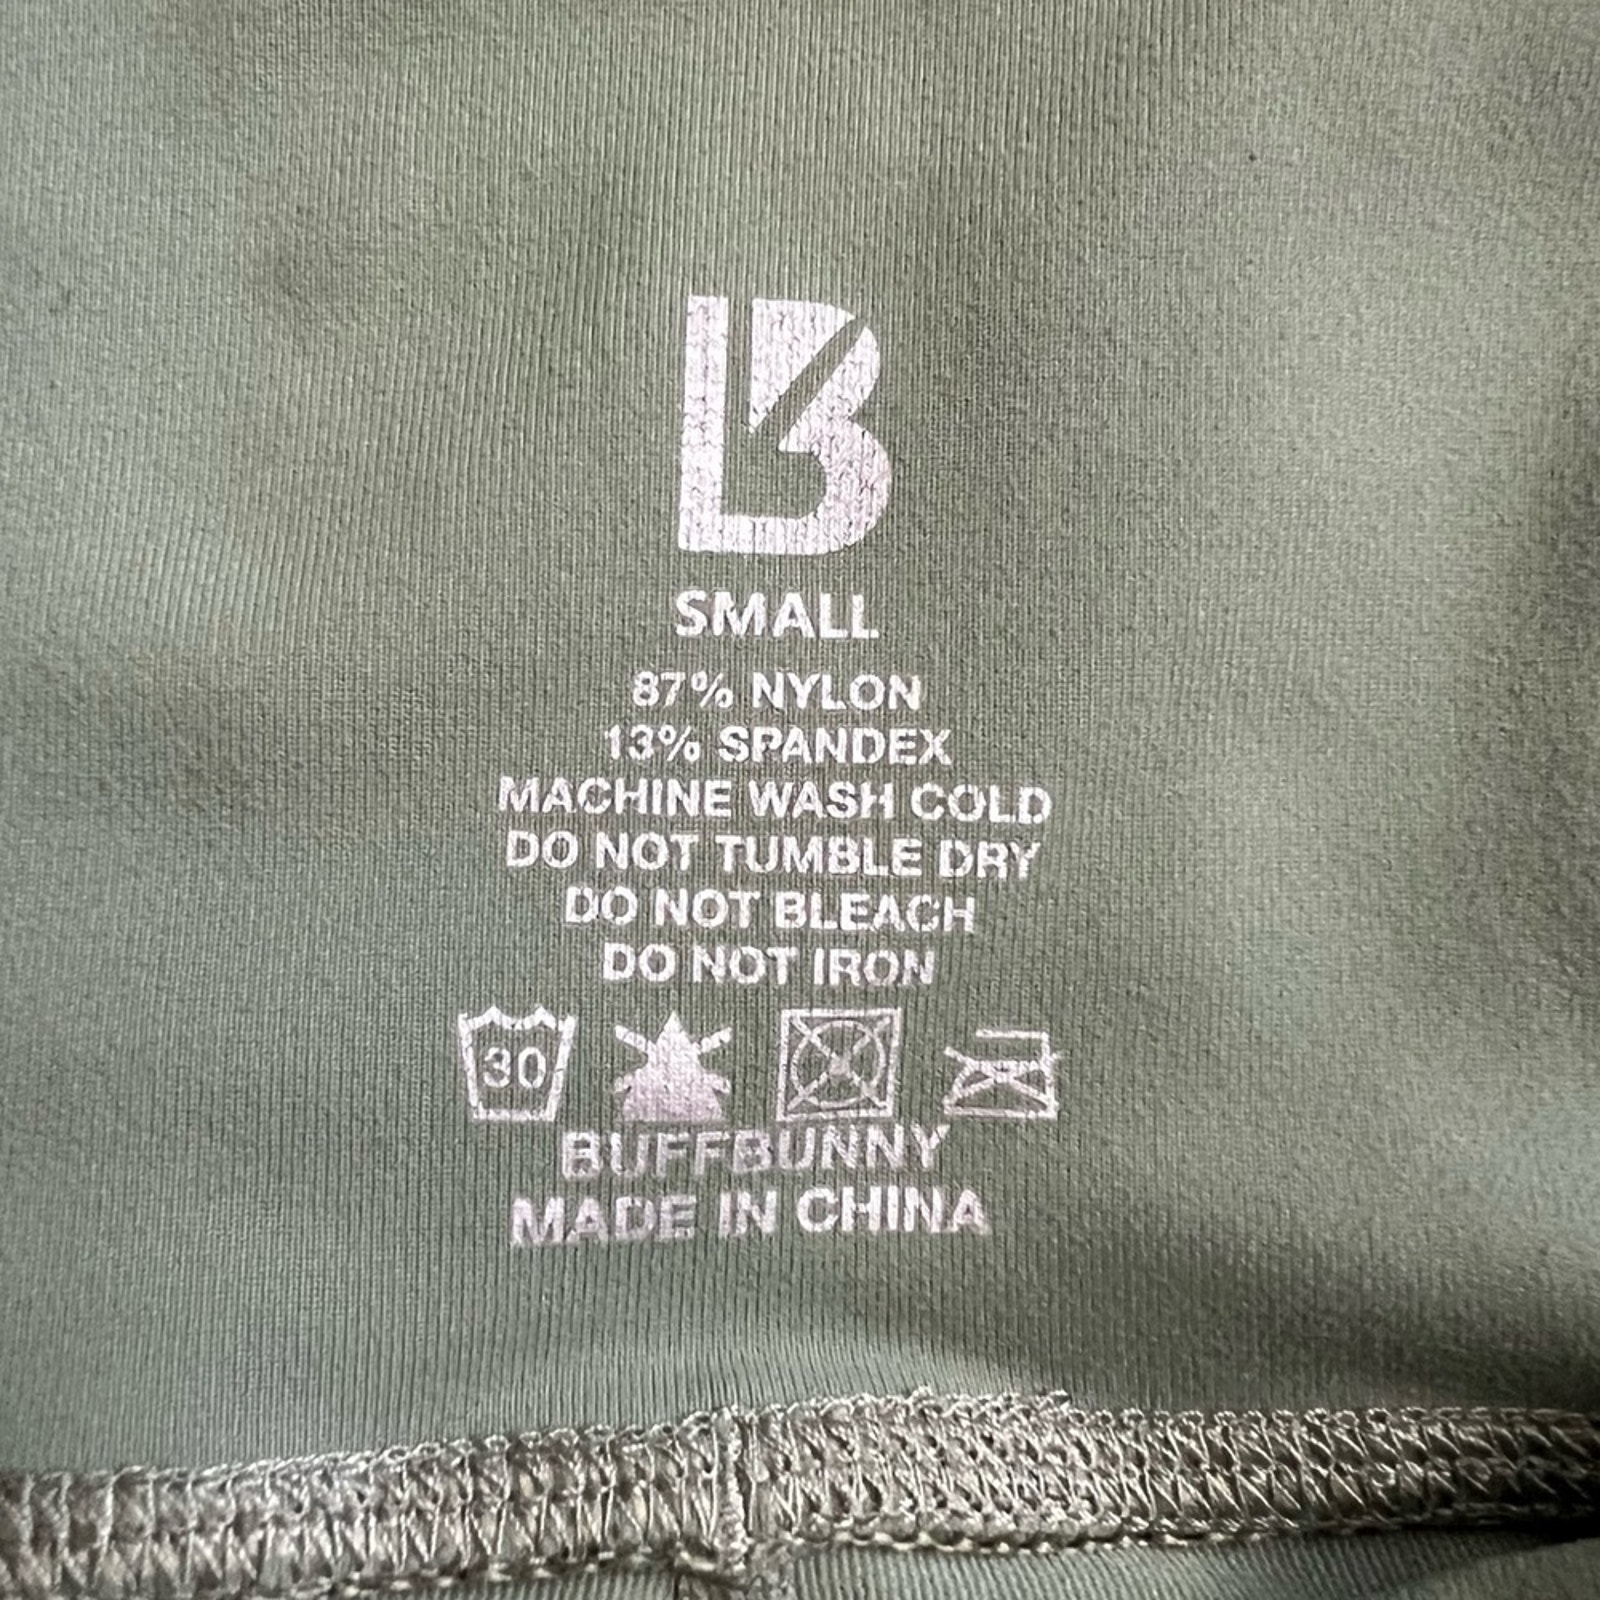 B
SMALL
87% NYLON
13% SPANDEX
MACHINE WASH COLD
DO NOT TUMBLE DRY
DO NOT BLEACH
DO NOT IRON
30
BUFFBUNNY
MADE IN CHINA